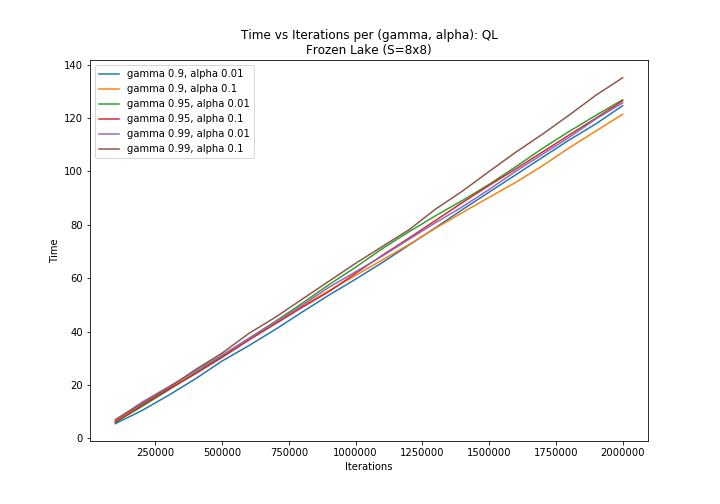 Time vs Iterations per (gamma, alpha): QL
Frozen Lake (S=8x8)
gamma 0.9, alpha 0.01
gamma 0.9, alpha 0.1
gamma 0.95, alpha 0.01
gamma 0.95, alpha 0.1
gamma 0.99, alpha 0.01
gamma 0.99, alpha 0.1
140
120
100
80
60
40
20
0
Time
250000 500000 750000 1000000 1250000 1500000 1750000 2000000
Iterations